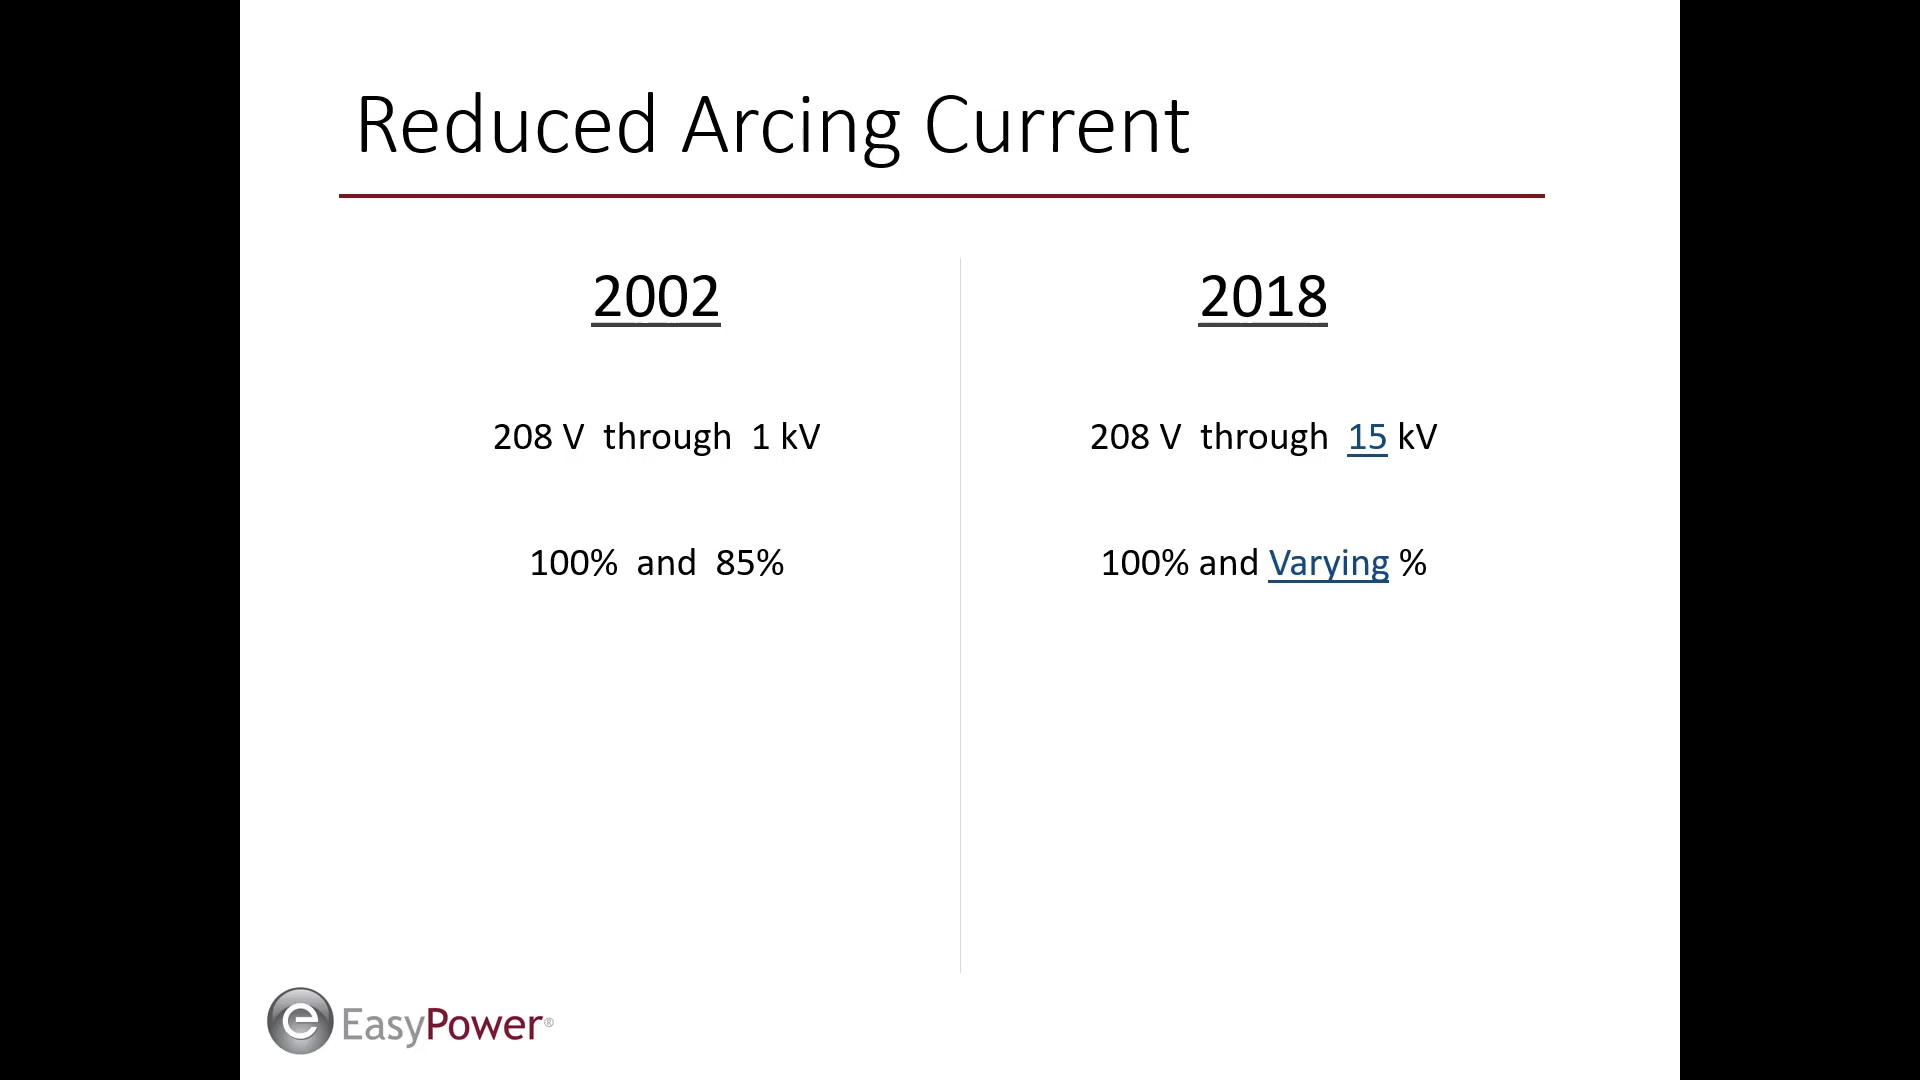 Reduced Arcing Current
2002
208 V through 1 kV
100% and 85%
2018
208 V through 15 kV
100% and Varying %
e EasyPower®